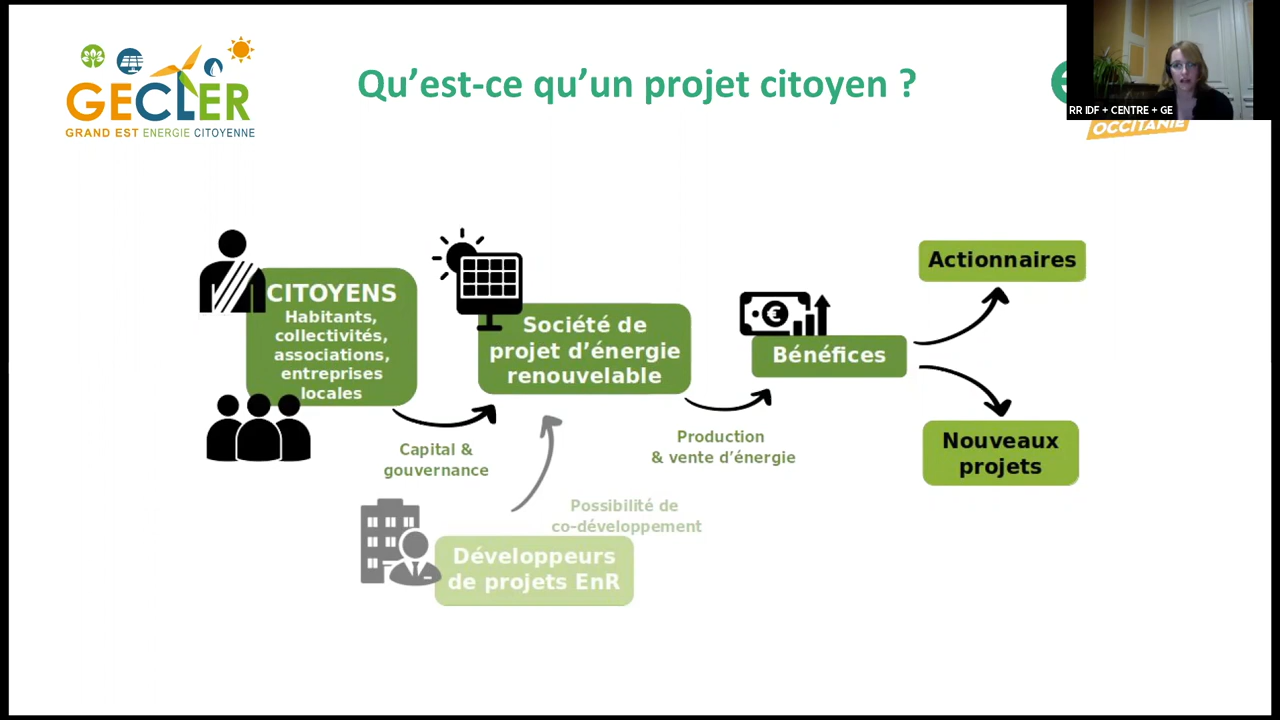 GECLER
GRAND EST ENERGIE CITOYENNE
Qu'est-ce qu'un projet citoyen ?
RR IDF + CENTRE + GE
OCCITANIE
CITOYENS
Habitants,
collectivités,
associations,
entreprises
locales
Société de
projet d'énergie
renouvelable
Bénéfices
Actionnaires
Nouveaux
projets
Capital &
gouvernance
Production
& vente d'énergie
Possibilité de
co-développement
Développeurs
de projets EnR